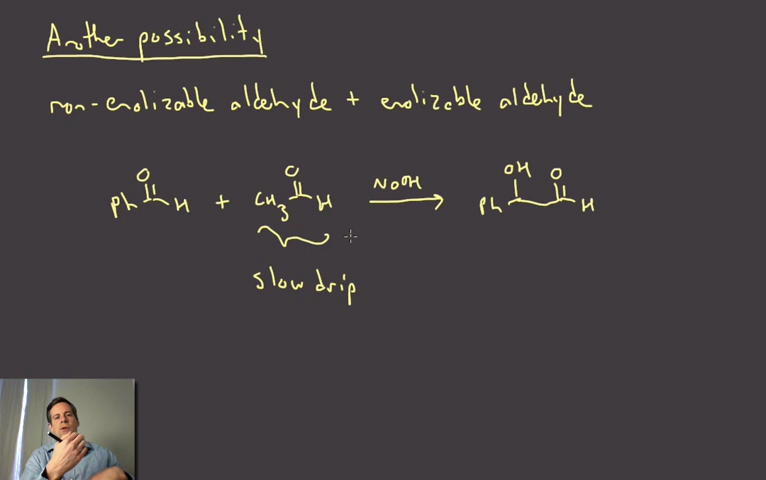 Another possibility
non-enolizable aldehyde + enolizable aldehyde
O O OH O
Ph H + CH3 H NaOH Ph H
slow drip